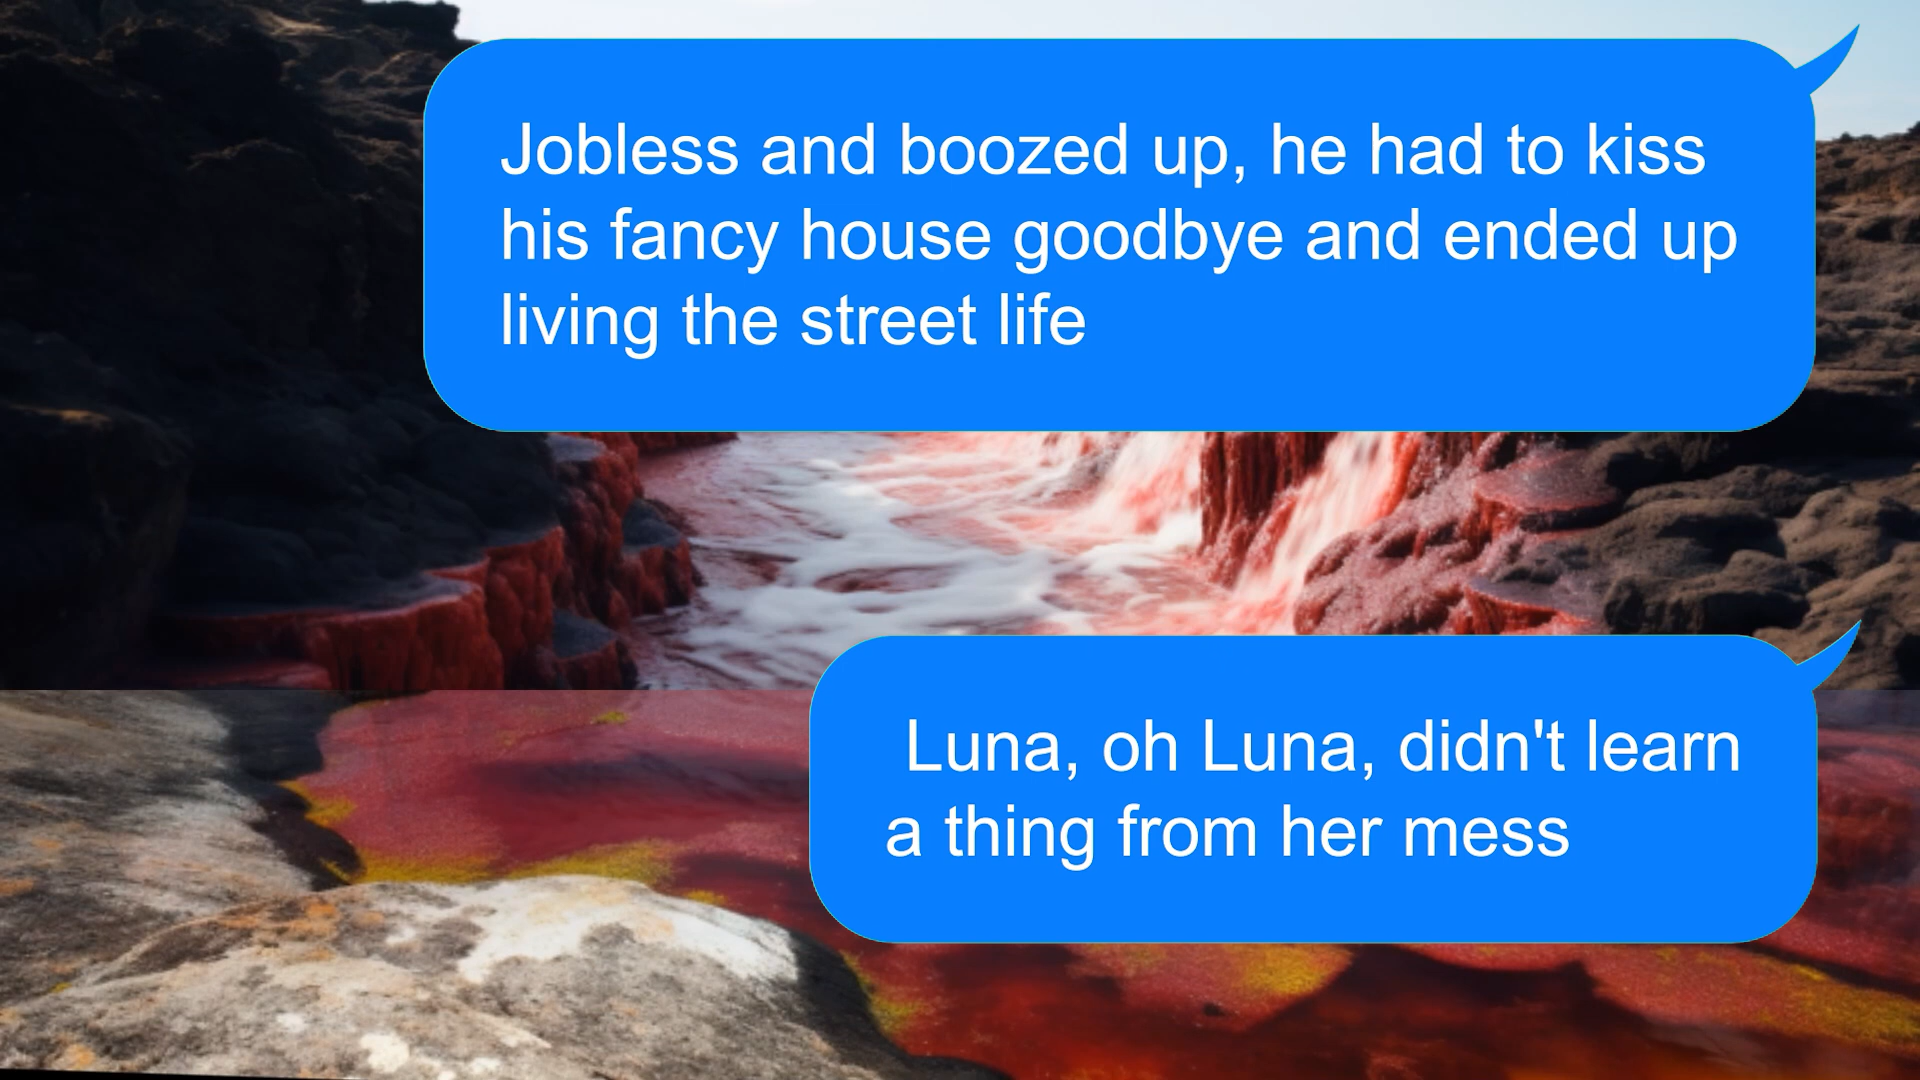 Jobless and boozed up, he had to kiss
his fancy house goodbye and ended up
living the street life
Luna, oh Luna, didn't learn
a thing from her mess